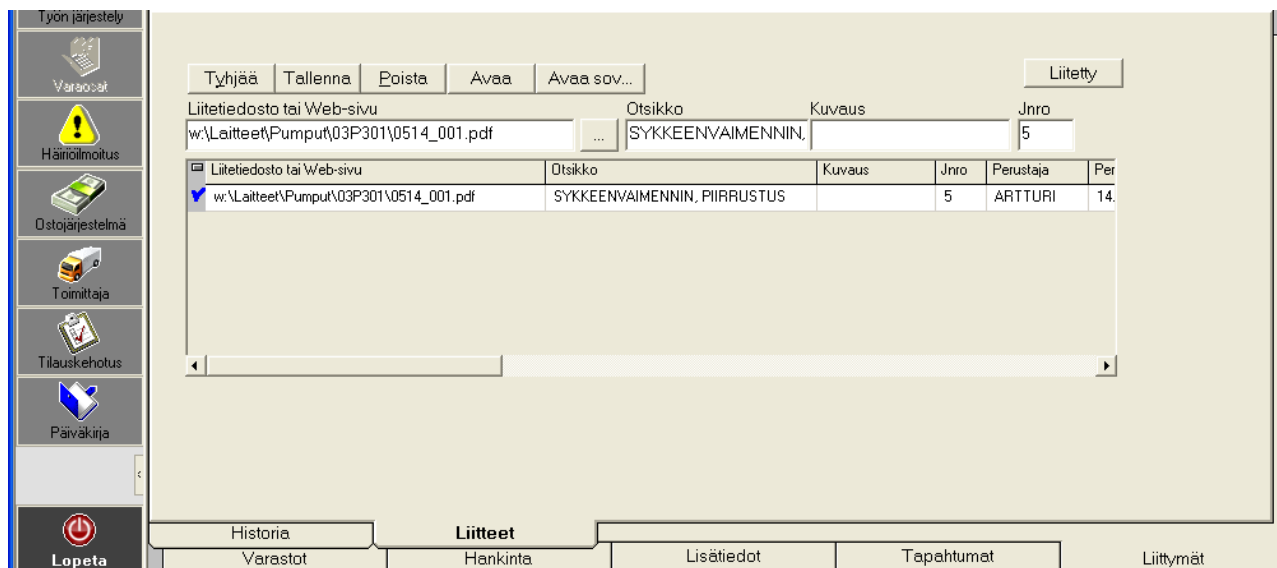 Työn järjestely
Varaosat
Häiriöilmoitus
Ostojärjestelmä
Toimittaja
Tilauskehotus
Päiväkirja
Lopeta
Tyhjää Tallenna Poista Avaa Avaa sov... Liitetty
Liitetiedosto tai Web-sivu Otsikko Kuvaus Jnro
w:\Laitteet\Pumput\03P301\0514_001.pdf ... SYKKEENVAIMENNIN, 5
Liitetiedosto tai Web-sivu Otsikko Kuvaus Jnro Perustaja Per
w:\Laitteet\Pumput\03P301\0514_001.pdf SYKKEENVAIMENNIN, PIIRRUSTUS 5 ARTTURI 14.
Historia Liitteet
Varastot Hankinta Lisätiedot Tapahtumat Liittymät